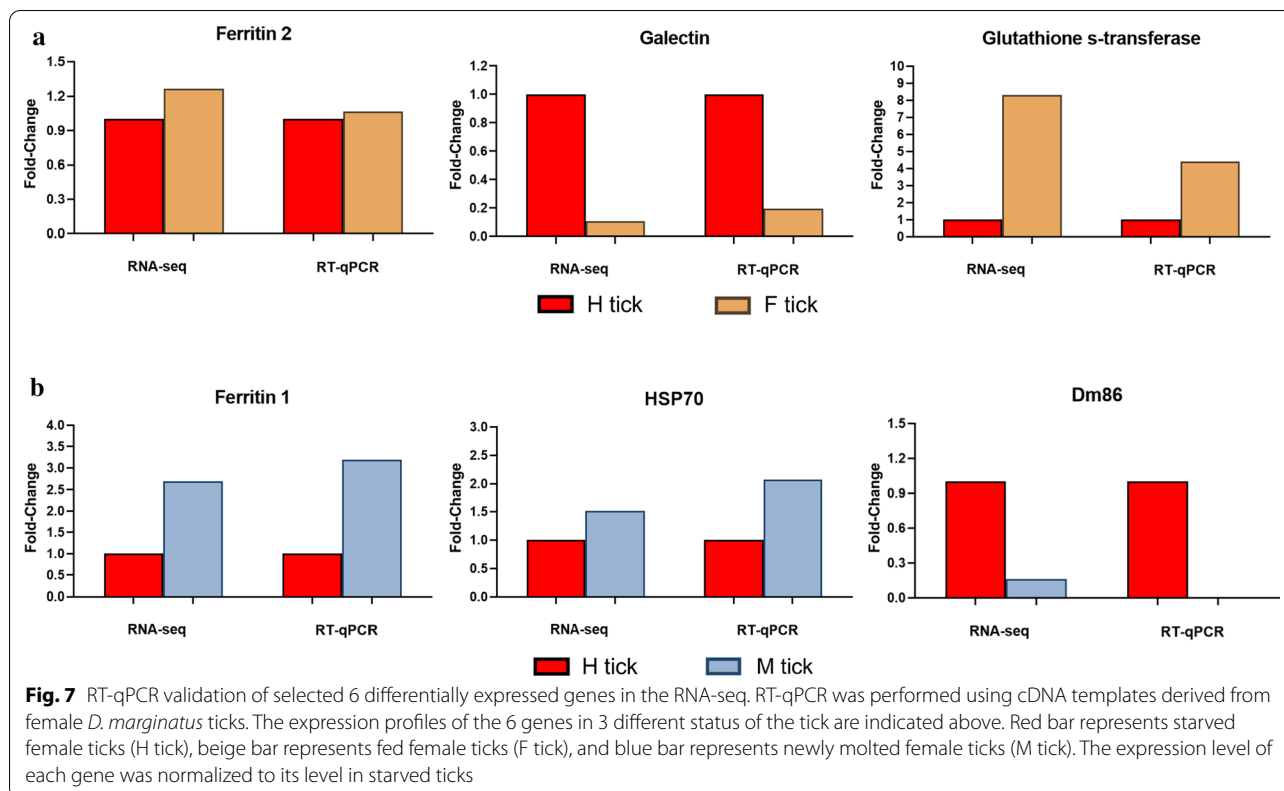 a
Ferritin 2
Galectin
Glutathione s-transferase
Fold-Change
1.5
1.2
0.9
0.6
0.3
0.0
RNA-seq
RT-qPCR
Fold-Change
1.2
1.0
0.8
0.6
0.4
0.2
0.0
RNA-seq
RT-qPCR
Fold-Change
10
9
8
7
6
5
4
3
2
1
0
RNA-seq
RT-qPCR
H tick
F tick
b
Ferritin 1
HSP70
Dm86
Fold-Change
4.0
3.5
3.0
2.5
2.0
1.5
1.0
0.5
0.0
RNA-seq
RT-qPCR
Fold-Change
3.0
2.5
2.0
1.5
1.0
0.5
0.0
RNA-seq
RT-qPCR
Fold-Change
1.5
1.2
0.9
0.6
0.3
0.0
RNA-seq
RT-qPCR
H tick
M tick
Fig. 7 RT-qPCR validation of selected 6 differentially expressed genes in the RNA-seq. RT-qPCR was performed using cDNA templates derived from
female D. marginatus ticks. The expression profiles of the 6 genes in 3 different status of the tick are indicated above. Red bar represents starved
female ticks (H tick), beige bar represents fed female ticks (F tick), and blue bar represents newly molted female ticks (M tick). The expression level of
each gene was normalized to its level in starved ticks